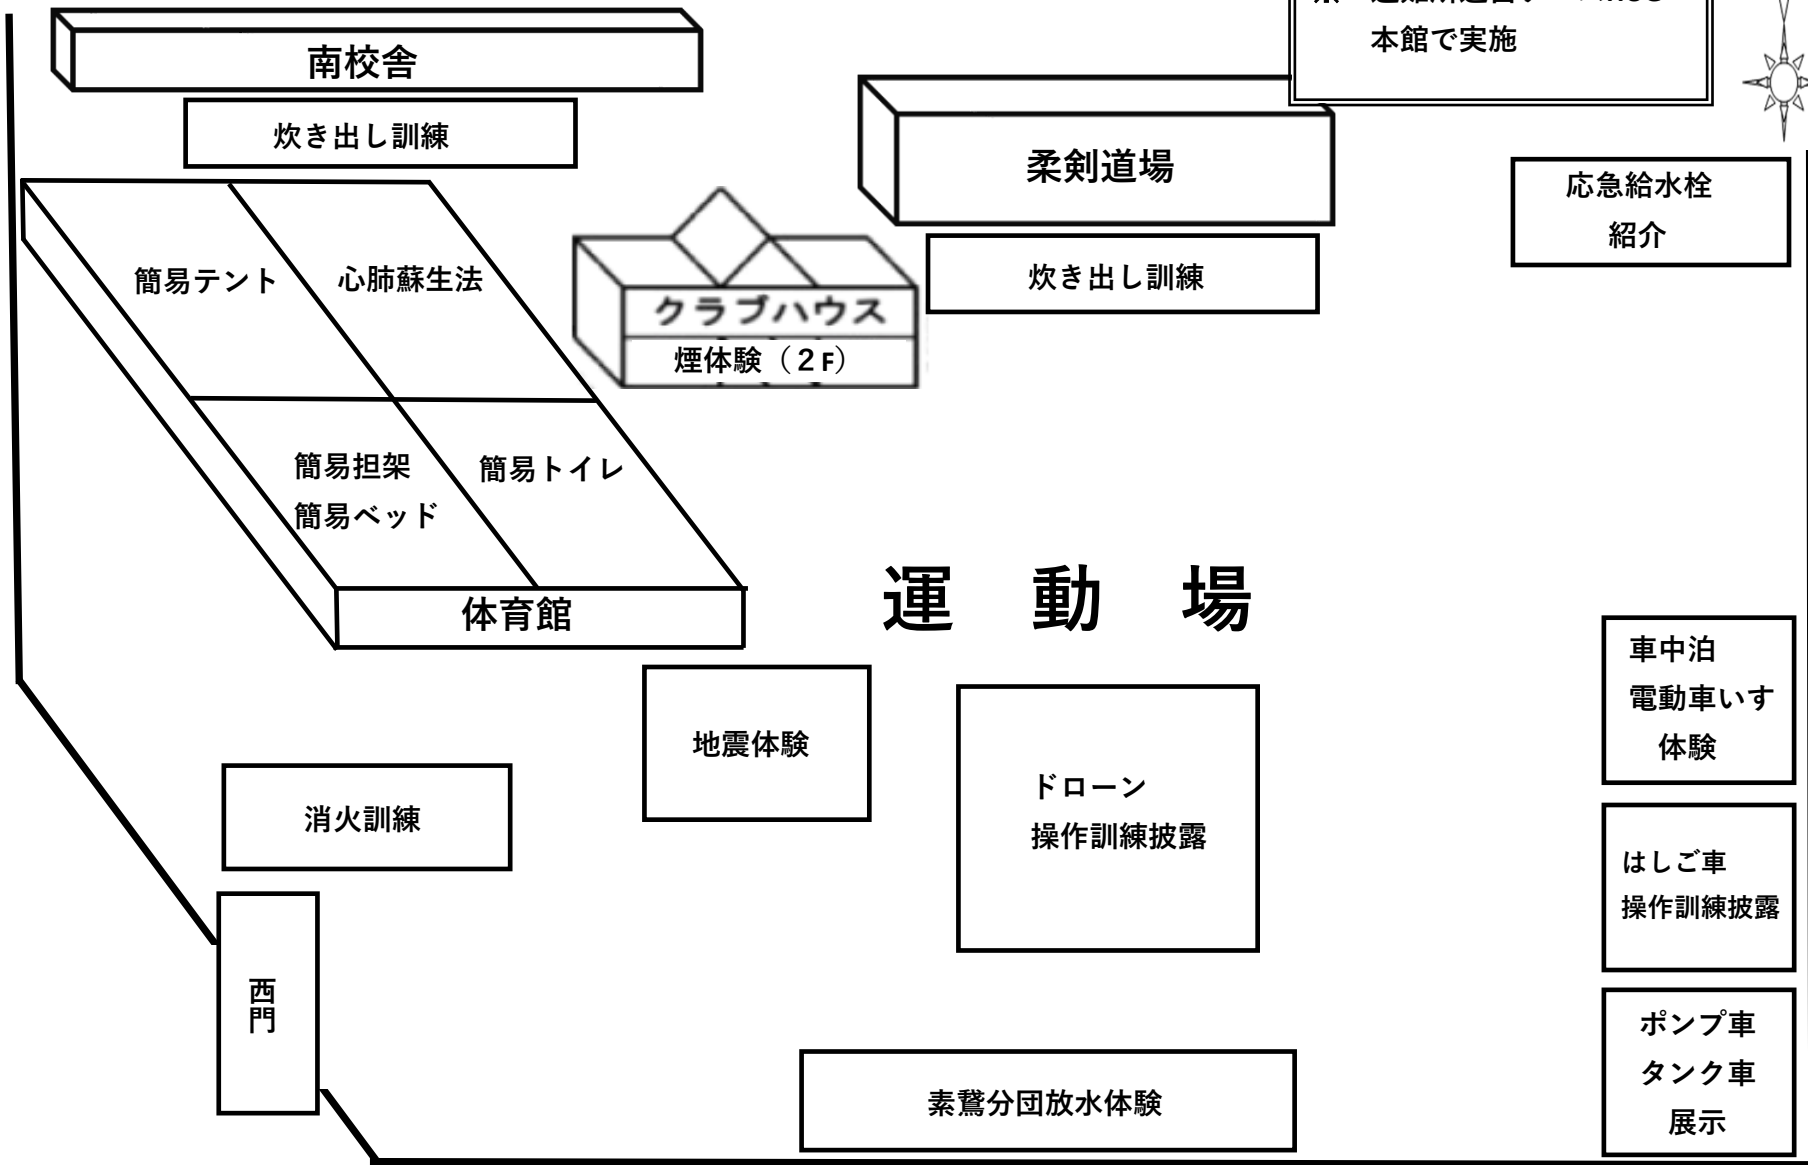 本館で実施
南校舎
炊き出し訓練
柔剣道場
応急給水栓
紹介
炊き出し訓練
簡易テント
心肺蘇生法
クラブハウス
煙体験（２F）
簡易担架
簡易ベッド
簡易トイレ
体育館
運　動　場
車中泊
電動車いす
体験
地震体験
ドローン
操作訓練披露
消火訓練
はしご車
操作訓練披露
西門
ポンプ車
タンク車
展示
素鵞分団放水体験